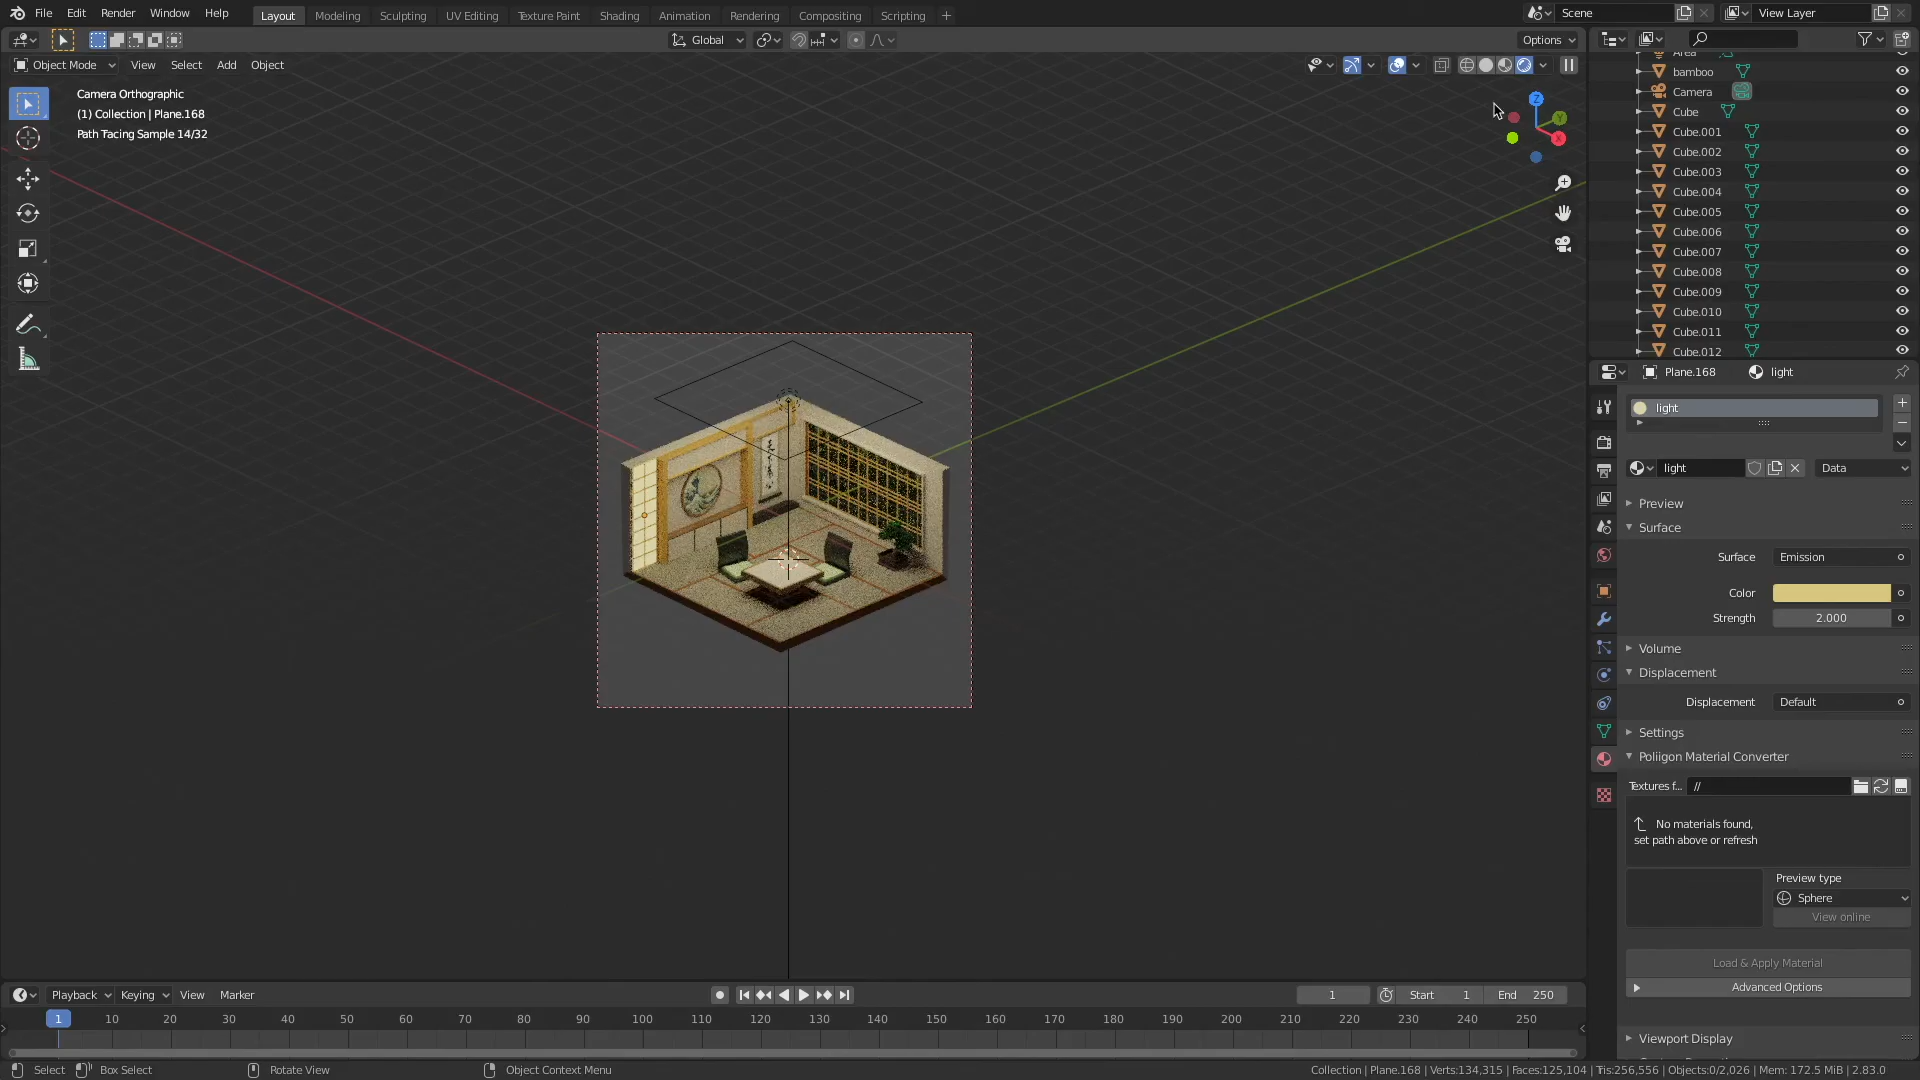 File Edit Render Window Help Layout Modeling Sculpting UV Editing Texture Paint Shading Animation Rendering Compositing Scripting + Scene View Layer
Global Options
Object Mode View Select Add Object
Camera Orthographic
(1) Collection | Plane.168
Path Tacing Sample 14/32
Z
Y
X
Area
bamboo
Camera
Cube
Cube.001
Cube.002
Cube.003
Cube.004
Cube.005
Cube.006
Cube.007
Cube.008
Cube.009
Cube.010
Cube.011
Cube.012
Plane.168 light
light
light Data
Preview
Surface
Surface Emission
Color
Strength 2.000
Volume
Displacement
Displacement Default
Settings
Poliigon Material Converter
Textures f... //
No materials found,
set path above or refresh
Preview type
Sphere
View online
Load & Apply Material
Advanced Options
Viewport Display
Playback Keying View Marker 1 Start 1 End 250
1 10 20 30 40 50 60 70 80 90 100 110 120 130 140 150 160 170 180 190 200 210 220 230 240 250
Select Box Select Rotate View Object Context Menu Collection | Plane.168 | Verts:134,315 | Faces:125,104 | Tris:256,556 | Objects:0/2,026 | Mem: 172.5 MiB | 2.83.0